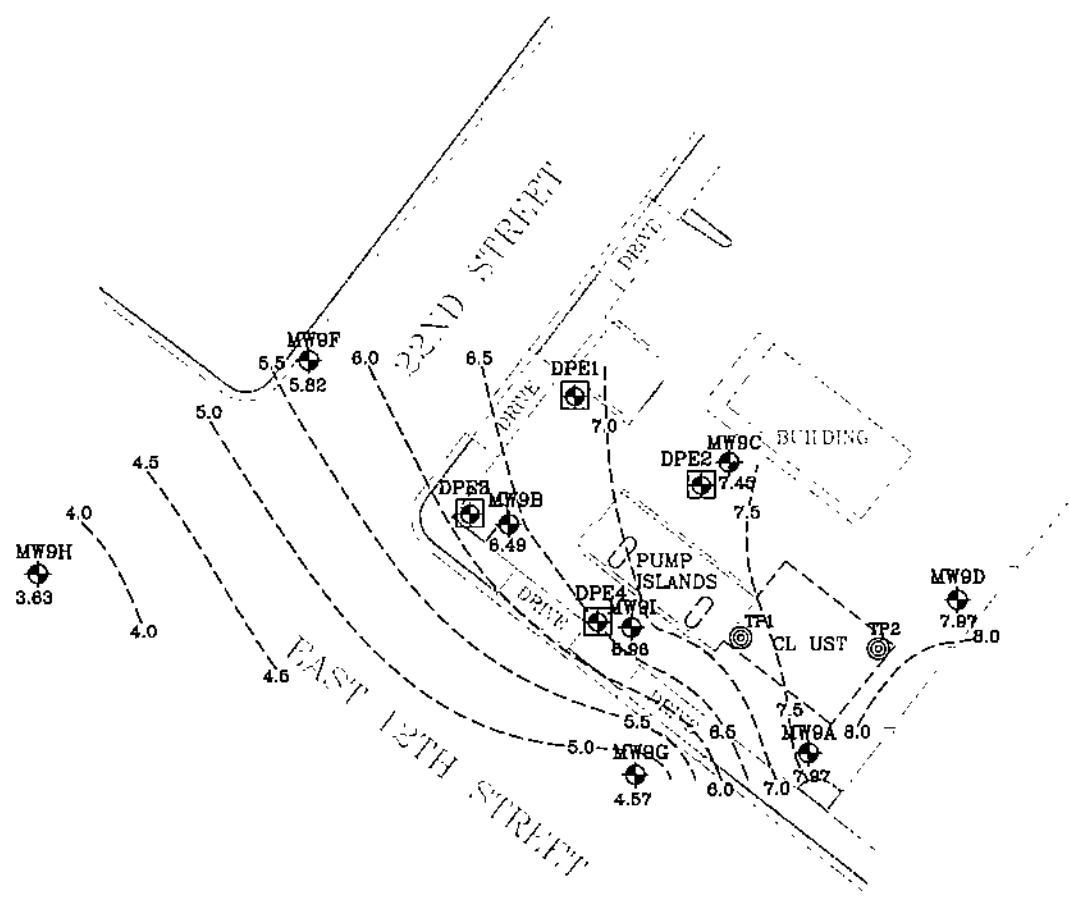 22ND STREET
DRIVE
MW9F
5.82
5.5
6.0
6.5
DPE1
7.0
DRIVE
5.0
BUILDING
MW9C
7.45
DPE2
7.5
4.5
DPE3
MW9B
6.49
4.0
MW9H
3.63
PUMP
ISLANDS
MW9D
7.97
8.0
DPE4
MW9I
6.96
DRIVE
TP1
CL UST
TP2
4.0
4.5
EAST 12TH STREET
DRIVE
7.5
5.5
6.5
8.0
MW9A
7.97
5.0
MW9G
4.57
6.0
7.0